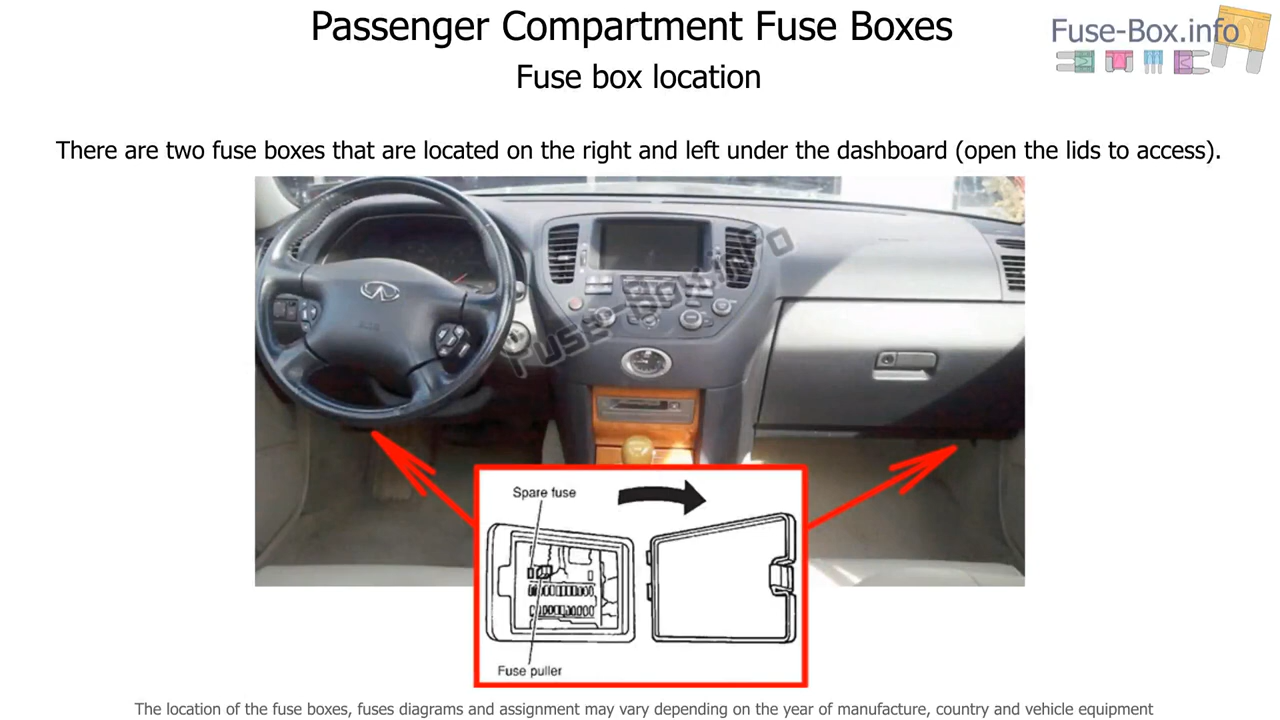 Passenger Compartment Fuse Boxes
Fuse-Box.info
Fuse box location
There are two fuse boxes that are located on the right and left under the dashboard (open the lids to access).
Fuse-Box.info
Spare fuse
Fuse puller
The location of the fuse boxes, fuses diagrams and assignment may vary depending on the year of manufacture, country and vehicle equipment